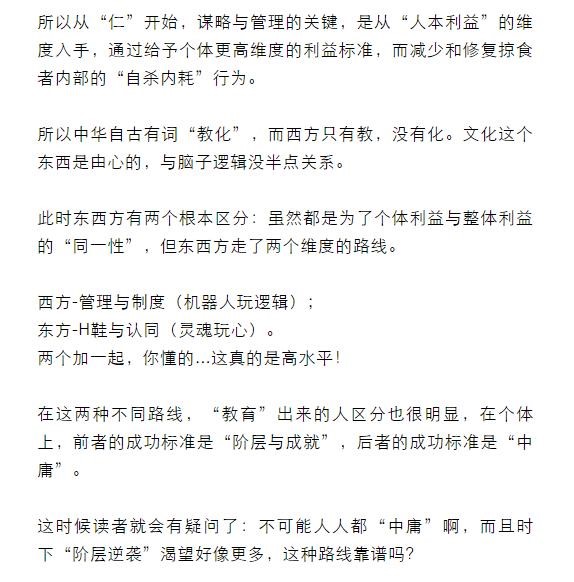 所以从“仁”开始，谋略与管理的关键，是从“人本利益”的维
度入手，通过给予个体更高维度的利益标准，而减少和修复掠食
者内部的“自杀内耗”行为。
所以中华自古有词“教化”，而西方只有教，没有化。文化这个
东西是由心的，与脑子逻辑没半点关系。
此时东西方有两个根本区分：虽然都是为了个体利益与整体利益
的“同一性”，但东西方走了两个维度的路线。
西方-管理与制度（机器人玩逻辑）；
东方-H鞋与认同（灵魂玩心）。
两个加一起，你懂的...这真的是高水平！
在这两种不同路线，“教育”出来的人区分也很明显，在个体
上，前者的成功标准是“阶层与成就”，后者的成功标准是“中
庸”。
这时候读者就会有疑问了：不可能人人都“中庸”啊，而且时
下“阶层逆袭”渴望好像更多，这种路线靠谱吗？